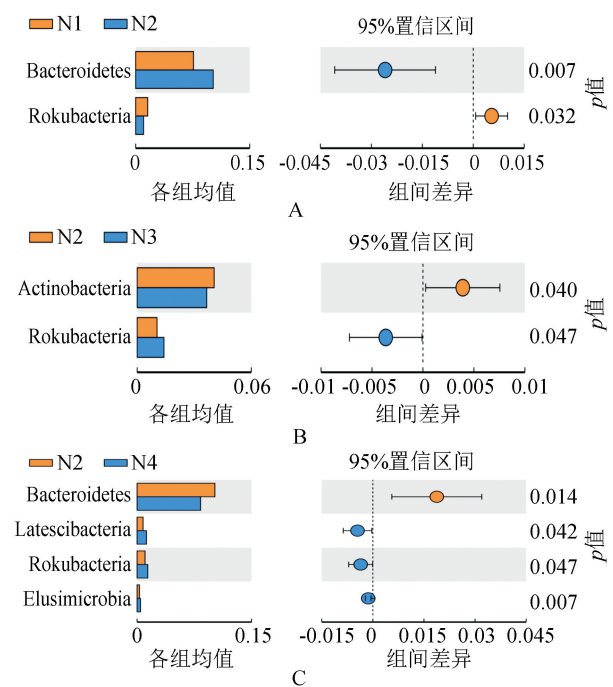 N1 N2 95%置信区间
Bacteroidetes 0.007
Rokubacteria 0.032
p值
0 0.15 -0.045 -0.03 -0.015 0 0.015
各组均值 组间差异
A
N2 N3 95%置信区间
Actinobacteria 0.040
Rokubacteria 0.047
p值
0 0.06 -0.01 -0.005 0 0.005 0.01
各组均值 组间差异
B
N2 N4 95%置信区间
Bacteroidetes 0.014
Latescibacteria 0.042
Rokubacteria 0.047
Elusimicrobia 0.007
p值
0 0.15 -0.015 0 0.015 0.03 0.045
各组均值 组间差异
C